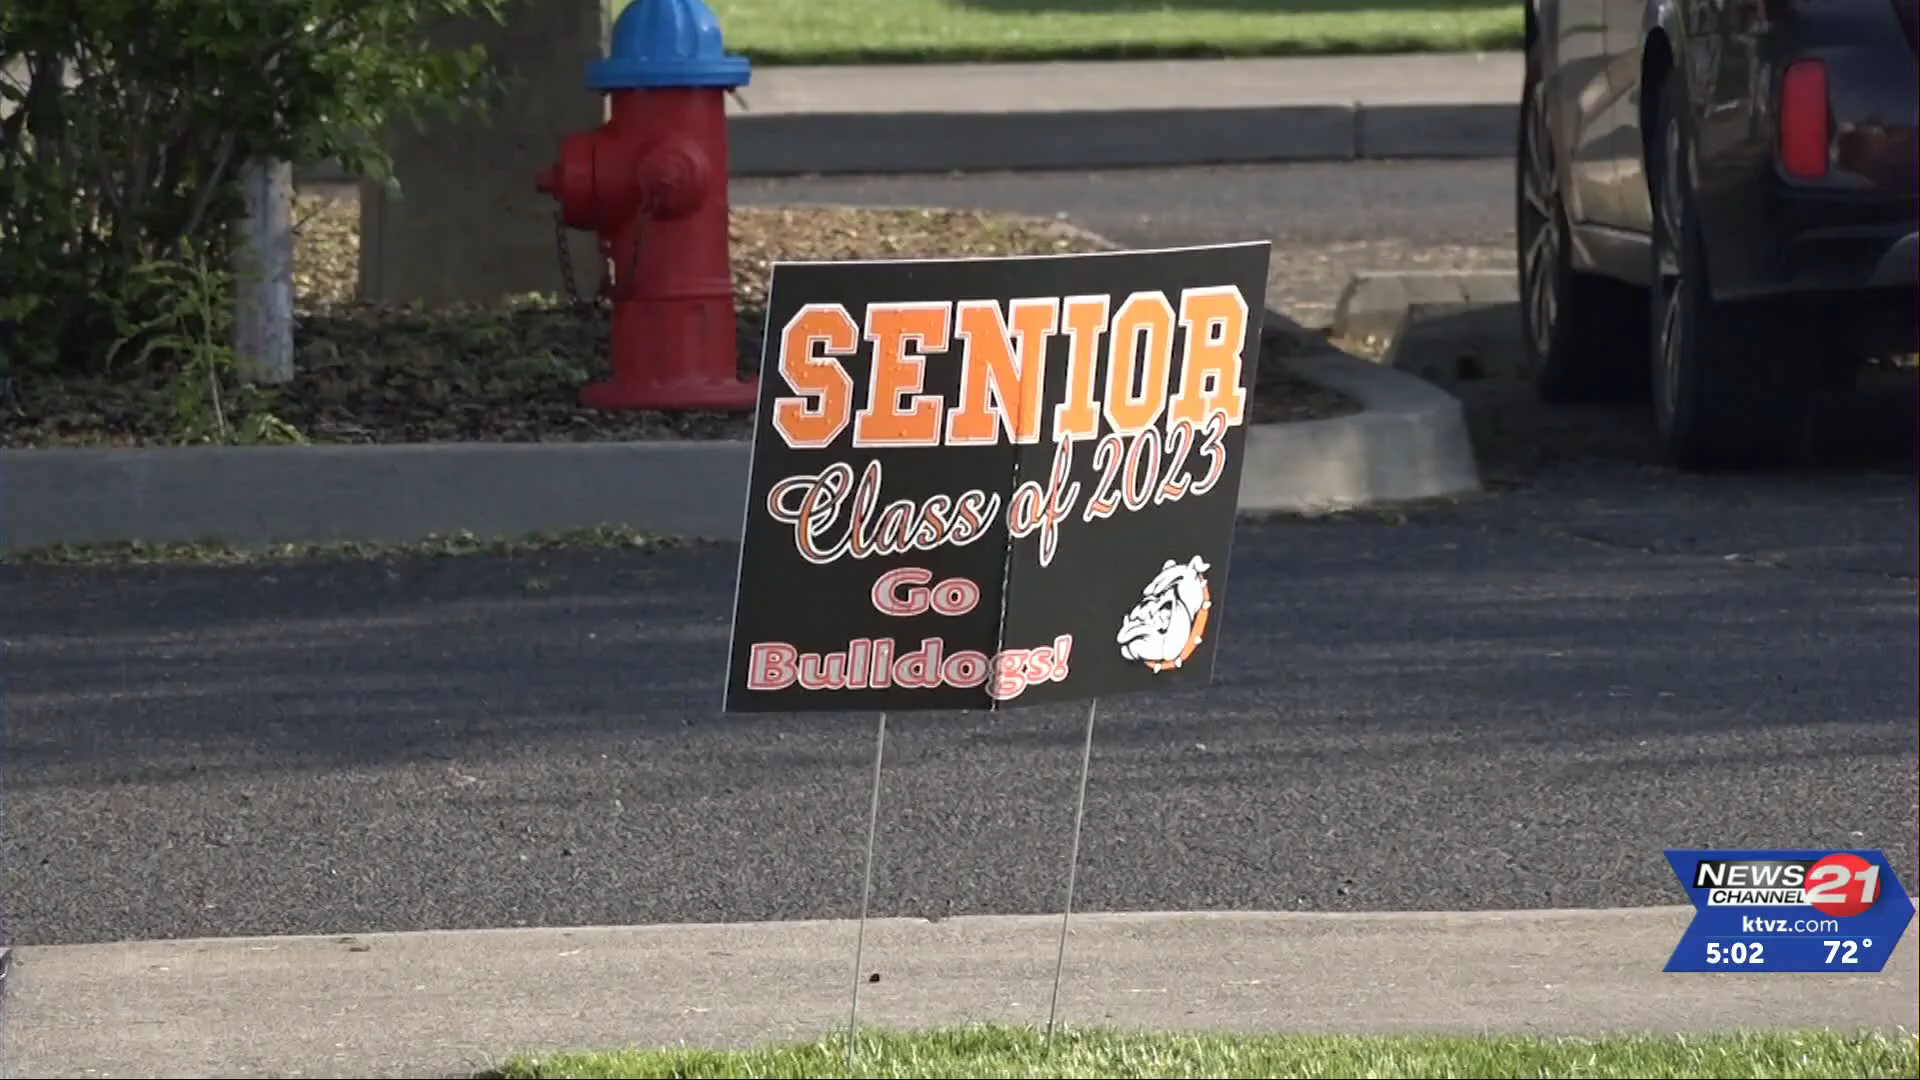 SENIOR
Class of 2023
Go
Bulldogs!
NEWS 21
CHANNEL
ktvz.com
5:02 72°